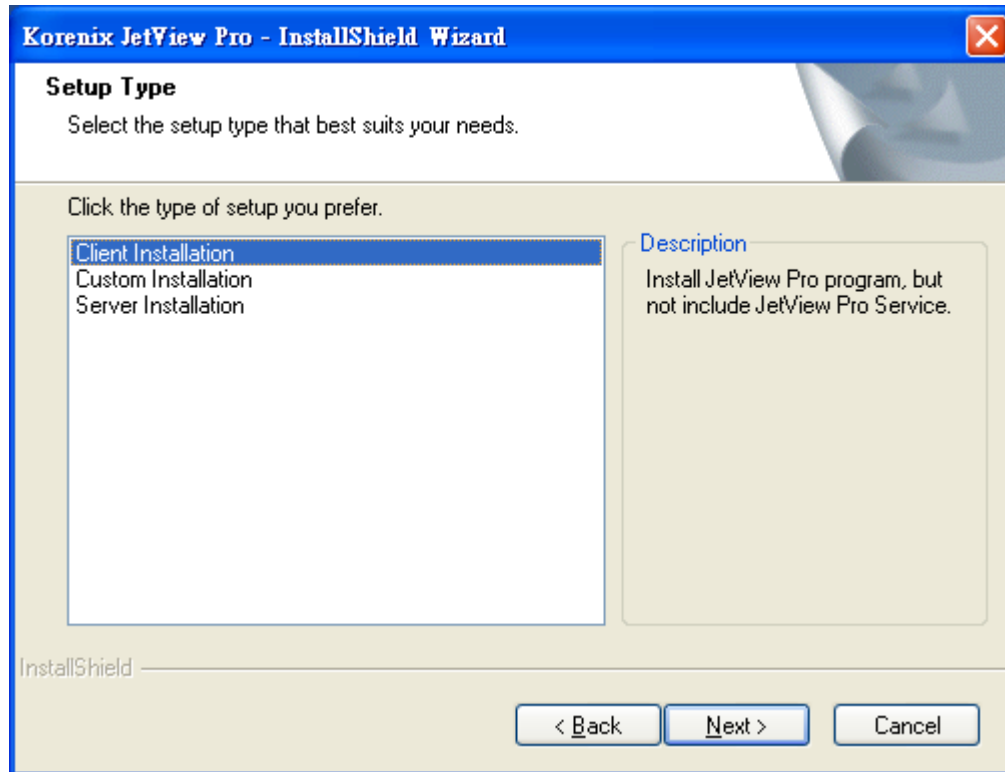 Korenix JetView Pro - InstallShield Wizard
Setup Type
Select the setup type that best suits your needs.
Click the type of setup you prefer.
Client Installation
Custom Installation
Server Installation
Description
Install JetView Pro program, but
not include JetView Pro Service.
InstallShield
< Back
Next >
Cancel